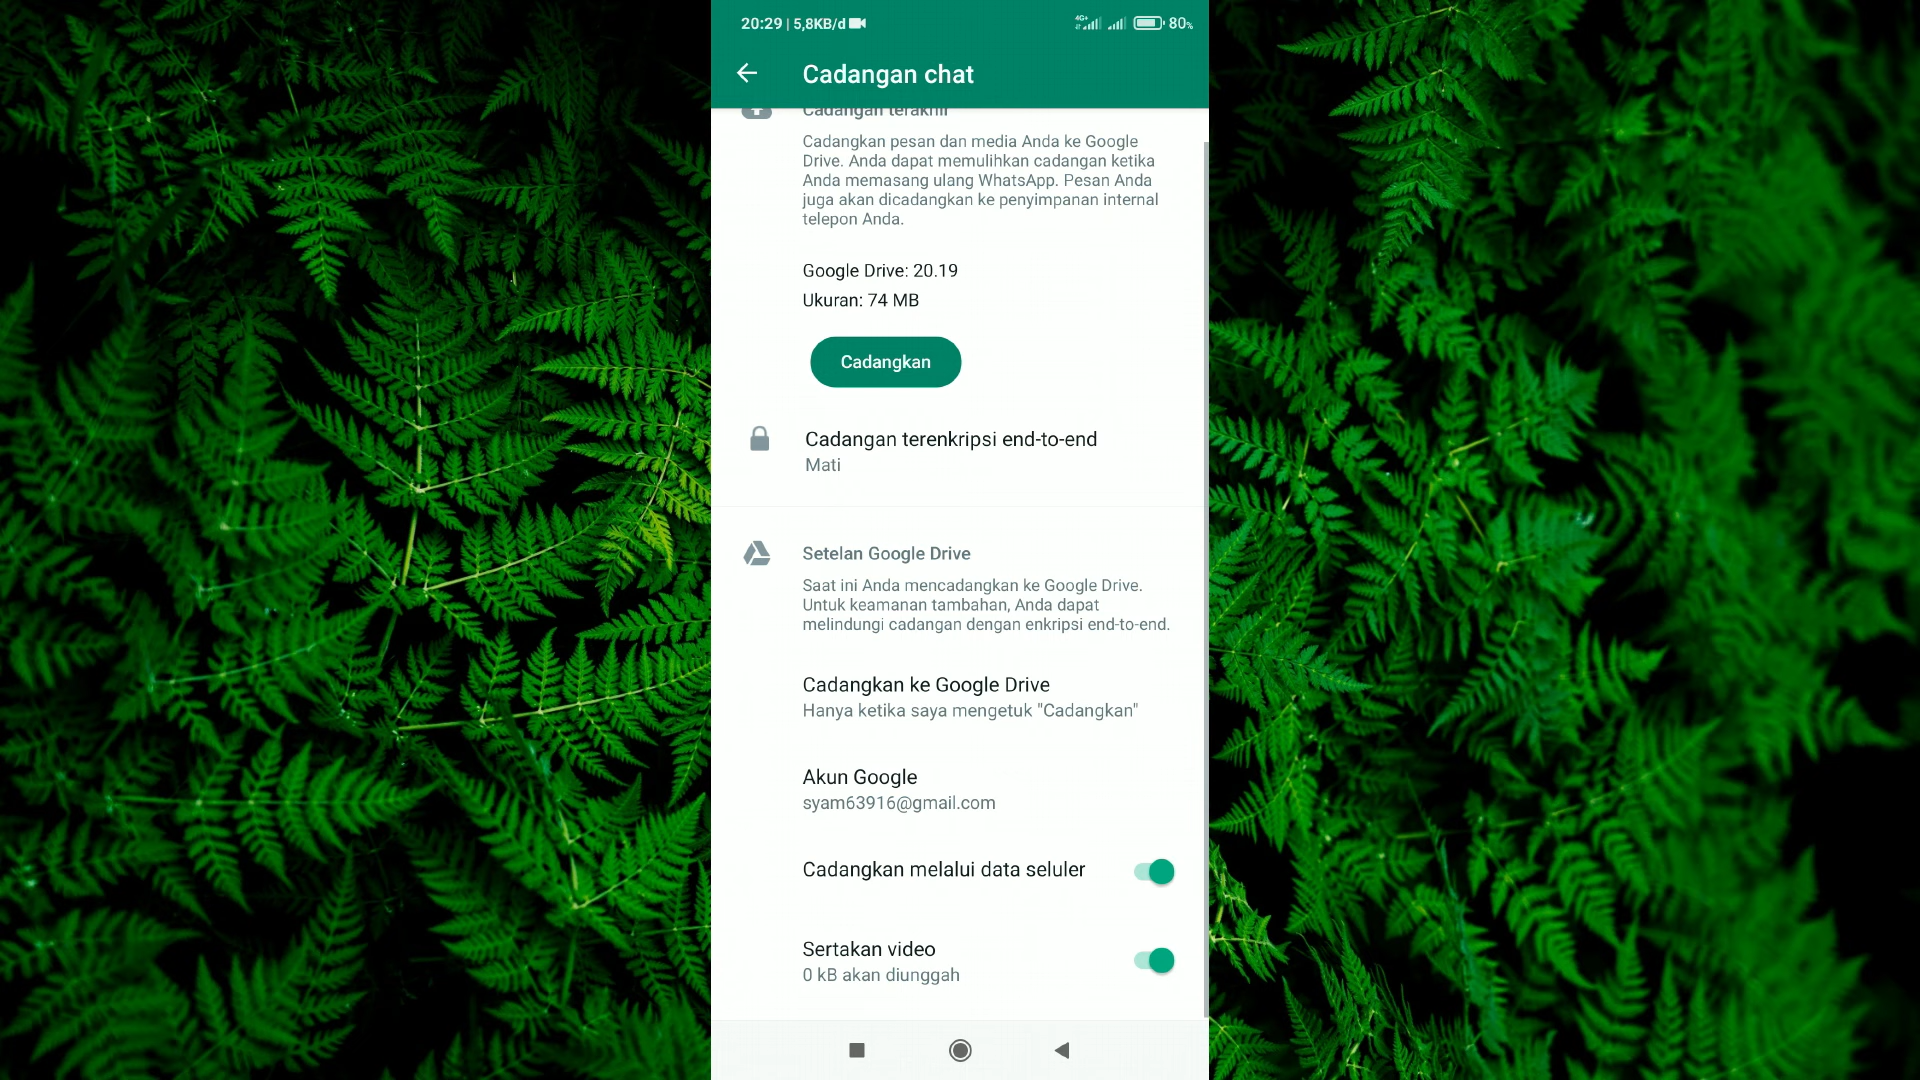 20:29 | 5,8KB/d
4G+
80%
Cadangan chat
Cadangan terakhir
Cadangkan pesan dan media Anda ke Google
Drive. Anda dapat memulihkan cadangan ketika
Anda memasang ulang WhatsApp. Pesan Anda
juga akan dicadangkan ke penyimpanan internal
telepon Anda.
Google Drive: 20.19
Ukuran: 74 MB
Cadangkan
Cadangan terenkripsi end-to-end
Mati
Setelan Google Drive
Saat ini Anda mencadangkan ke Google Drive.
Untuk keamanan tambahan, Anda dapat
melindungi cadangan dengan enkripsi end-to-end.
Cadangkan ke Google Drive
Hanya ketika saya mengetuk "Cadangkan"
Akun Google
syam63916@gmail.com
Cadangkan melalui data seluler
Sertakan video
0 kB akan diunggah